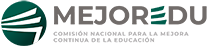 MEJOREDU
COMISIÓN NACIONAL PARA LA MEJORA
CONTINUA DE LA EDUCACIÓN